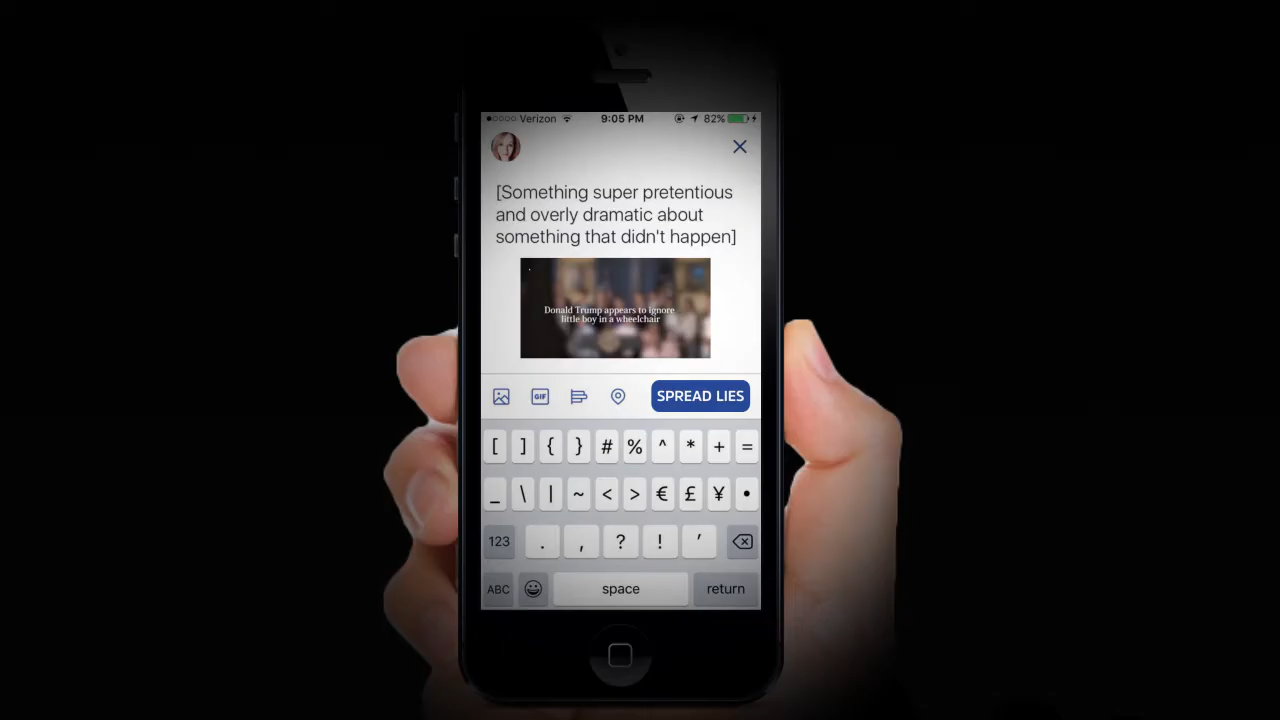 Verizon 9:05 PM 82%
[Something super pretentious
and overly dramatic about
something that didn't happen]
Donald Trump appears to ignore
little boy in a wheelchair
GIF SPREAD LIES
[ ] { } # % ^ * + =
_ \ | ~ < > € £ ¥ •
123 . , ? ! ′
ABC space return